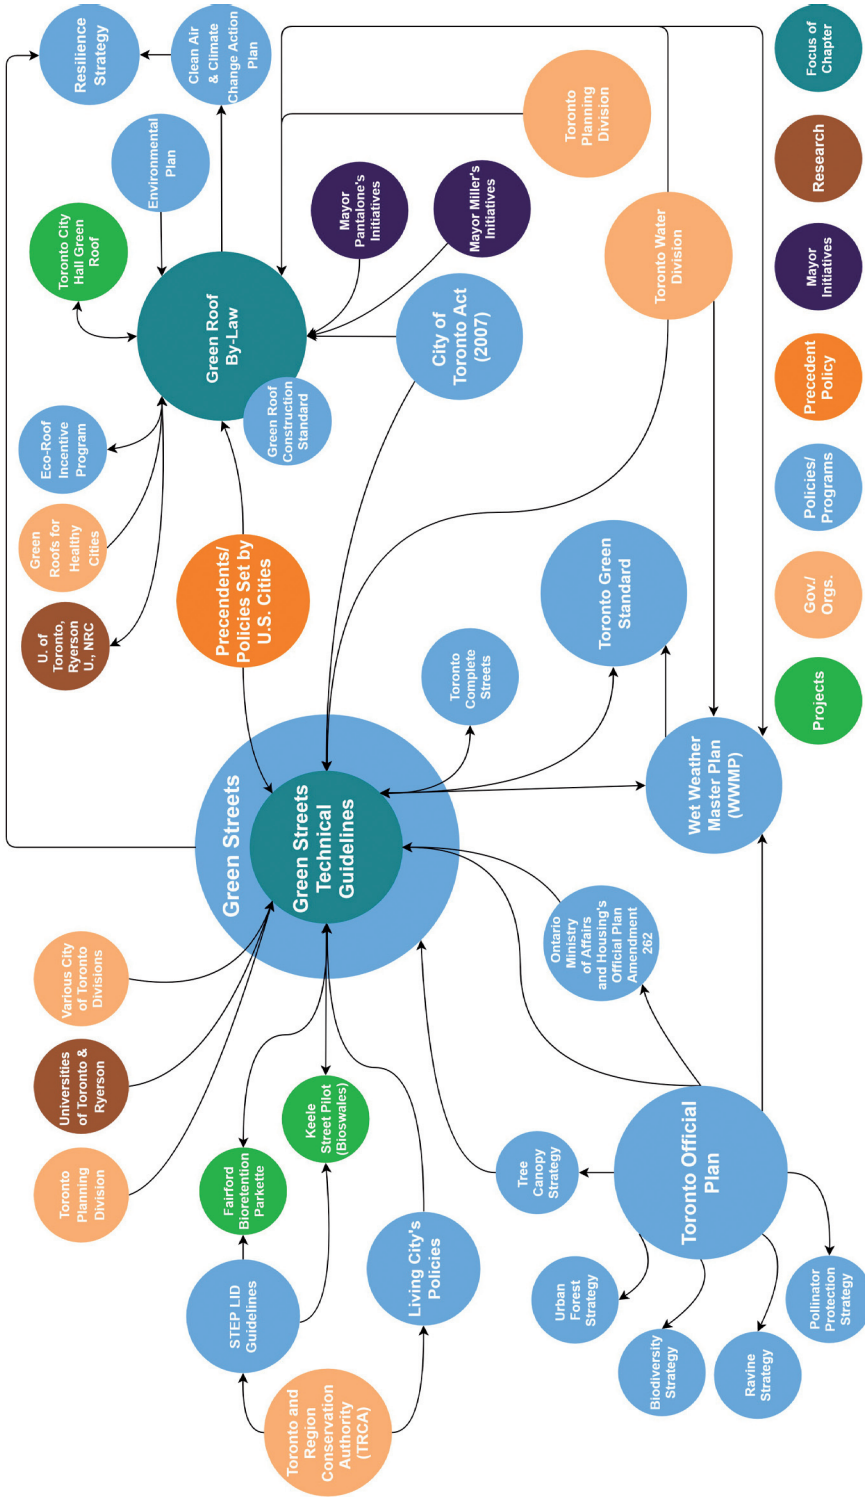 Toronto
Planning
Division
Universities
of Toronto &
Ryerson
Various City
of Toronto
Divisions
U. of
Toronto,
Ryerson
U., NRC
Green
Roofs for
Healthy
Cities
Eco-Roof
Incentive
Program
Toronto City
Hall Green
Roof
Environmental
Plan
Resilience
Strategy
Clean Air
& Climate
Change Action
Plan
STEP LID
Guidelines
Fairford
Bioretention
Parkette
Green Streets
Precendents/
Policies Set by
U.S. Cities
Green Roof
By-Law
Green Roof
Construction
Standard
Toronto and
Region
Conservation
Authority
(TRCA)
Keele
Street Pilot
(Bioswales)
Green Streets
Technical
Guidelines
Mayor
Pantalone's
Initiatives
Living City's
Policies
Toronto
Complete
Streets
City of
Toronto Act
(2007)
Mayor Miller's
Initiatives
Tree
Canopy
Strategy
Ontario
Ministry
of Affairs
and Housing's
Official Plan
Amendment
262
Toronto Green
Standard
Toronto
Planning
Division
Urban
Forest
Strategy
Biodiversity
Strategy
Toronto Official
Plan
Wet Weather
Master Plan
(WWMP)
Toronto Water
Division
Ravine
Strategy
Pollinator
Protection
Strategy
Projects
Gov./
Orgs.
Policies/
Programs
Precedent
Policy
Mayor
Initiatives
Research
Focus of
Chapter